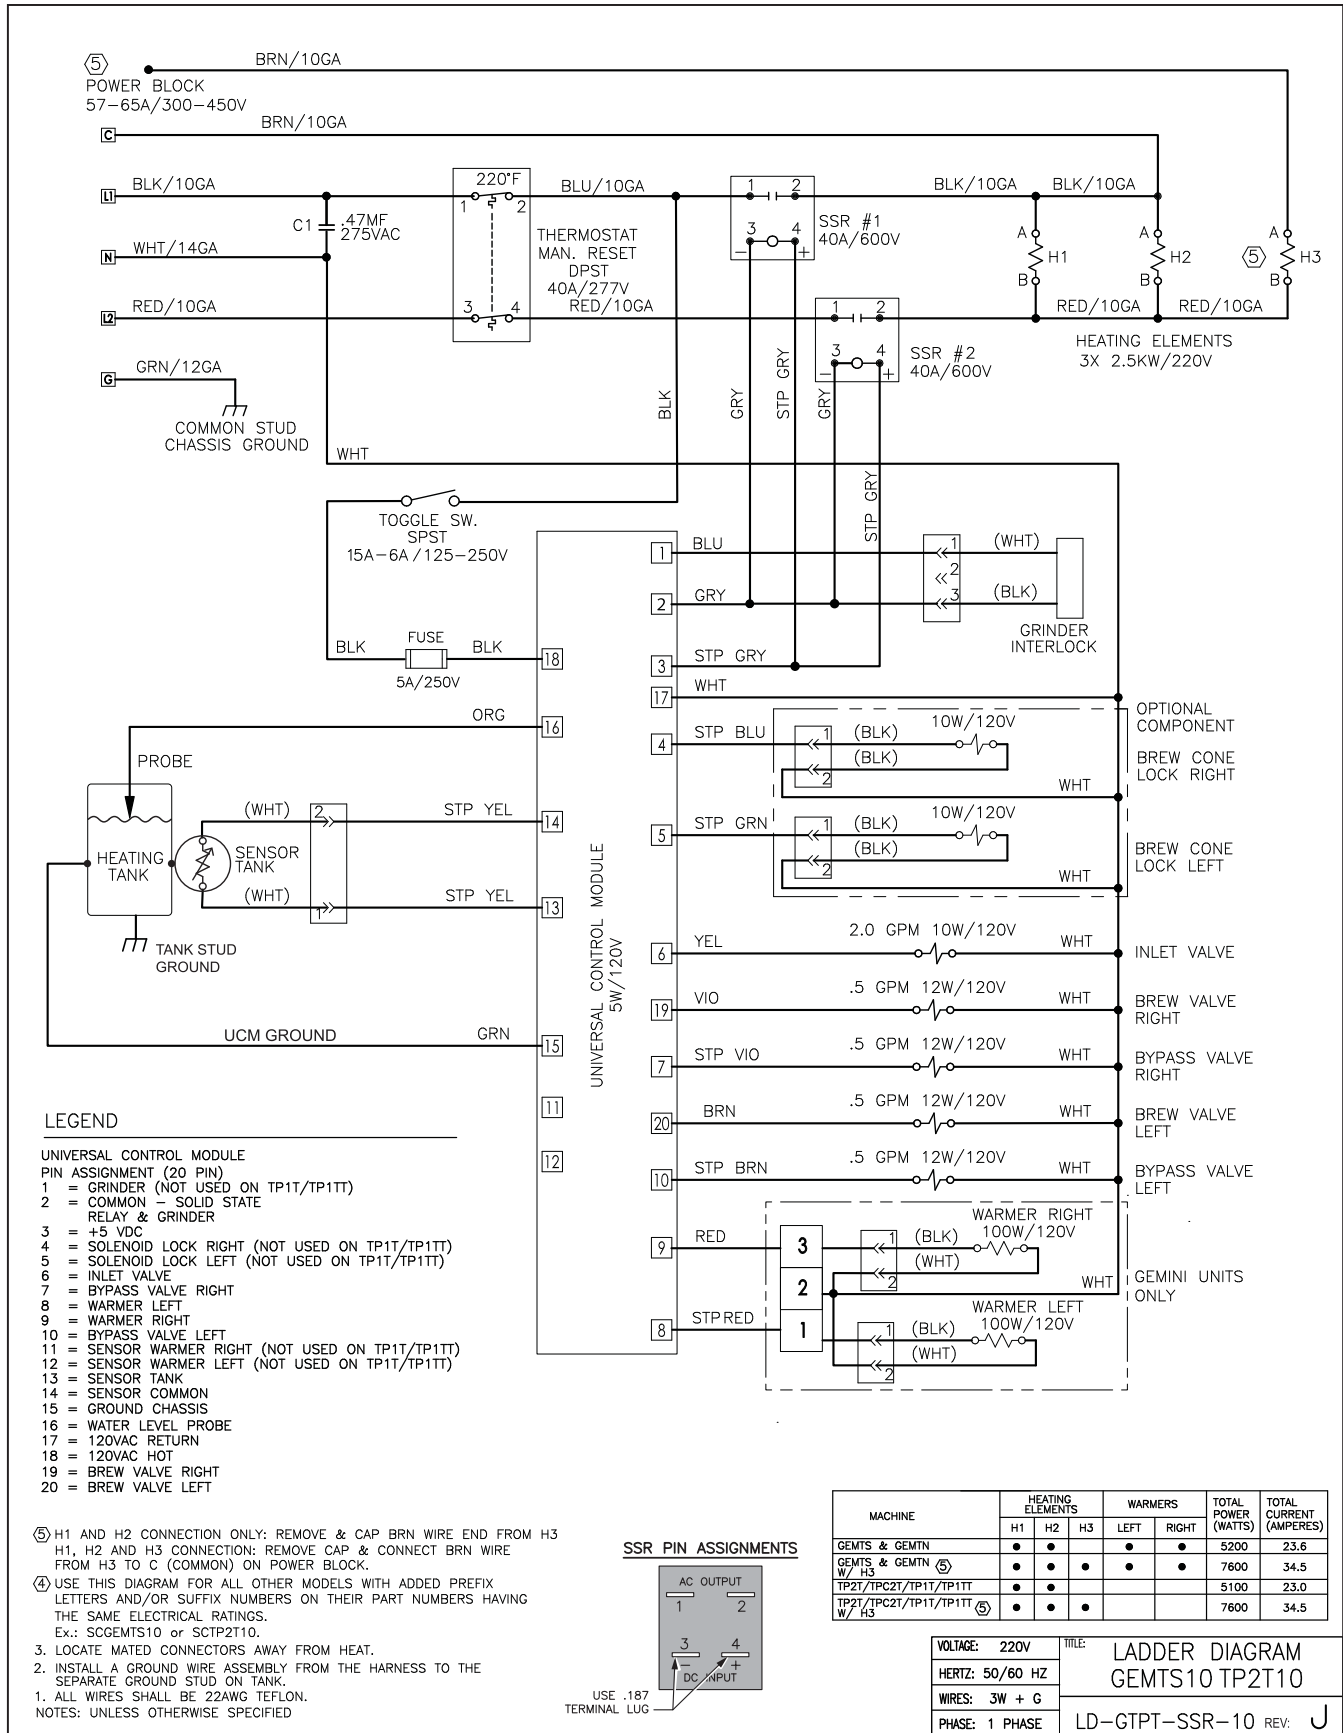 5
BRN/10GA
POWER BLOCK
57-65A/300-450V
C
BRN/10GA
L1
BLK/10GA
220°F
1
2
BLU/10GA
1
2
BLK/10GA
BLK/10GA
SSR #1
40A/600V
3
4
-
+
C1
.47MF
275VAC
THERMOSTAT
MAN. RESET
DPST
40A/277V
A
H1
B
A
H2
B
5
A
H3
B
N
WHT/14GA
L2
RED/10GA
3
4
RED/10GA
1
2
RED/10GA
RED/10GA
SSR #2
40A/600V
3
4
-
+
HEATING ELEMENTS
3X 2.5KW/220V
G
GRN/12GA
COMMON STUD
CHASSIS GROUND
BLK
GRY
STP GRY
GRY
STP GRY
WHT
TOGGLE SW.
SPST
15A-6A/125-250V
1
BLU
1
(WHT)
2
2
GRY
3
(BLK)
GRINDER
INTERLOCK
BLK
FUSE
BLK
18
5A/250V
3
STP GRY
17
WHT
ORG
16
PROBE
OPTIONAL
COMPONENT
4
STP BLU
1
(BLK)
10W/120V
(BLK)
2
WHT
BREW CONE
LOCK RIGHT
5
STP GRN
1
(BLK)
10W/120V
(BLK)
2
WHT
BREW CONE
LOCK LEFT
(WHT)
2
STP YEL
14
HEATING
TANK
SENSOR
TANK
(WHT)
1
STP YEL
13
TANK STUD
GROUND
UCM GROUND
GRN
15
11
12
UNIVERSAL CONTROL MODULE
5W/120V
6
YEL
2.0 GPM 10W/120V
WHT
INLET VALVE
19
VIO
.5 GPM 12W/120V
WHT
BREW VALVE
RIGHT
7
STP VIO
.5 GPM 12W/120V
WHT
BYPASS VALVE
RIGHT
20
BRN
.5 GPM 12W/120V
WHT
BREW VALVE
LEFT
10
STP BRN
.5 GPM 12W/120V
WHT
BYPASS VALVE
LEFT
9
RED
3
1
(BLK)
WARMER RIGHT
100W/120V
(WHT)
2
2
WHT
GEMINI UNITS
ONLY
8
STP RED
1
1
(BLK)
WARMER LEFT
100W/120V
(WHT)
2
LEGEND
UNIVERSAL CONTROL MODULE
PIN ASSIGNMENT (20 PIN)
1 = GRINDER (NOT USED ON TP1T/TP1TT)
2 = COMMON - SOLID STATE
RELAY & GRINDER
3 = +5 VDC
4 = SOLENOID LOCK RIGHT (NOT USED ON TP1T/TP1TT)
5 = SOLENOID LOCK LEFT (NOT USED ON TP1T/TP1TT)
6 = INLET VALVE
7 = BYPASS VALVE RIGHT
8 = WARMER LEFT
9 = WARMER RIGHT
10 = BYPASS VALVE LEFT
11 = SENSOR WARMER RIGHT (NOT USED ON TP1T/TP1TT)
12 = SENSOR WARMER LEFT (NOT USED ON TP1T/TP1TT)
13 = SENSOR TANK
14 = SENSOR COMMON
15 = GROUND CHASSIS
16 = WATER LEVEL PROBE
17 = 120VAC RETURN
18 = 120VAC HOT
19 = BREW VALVE RIGHT
20 = BREW VALVE LEFT
5 H1 AND H2 CONNECTION ONLY: REMOVE & CAP BRN WIRE END FROM H3
H1, H2 AND H3 CONNECTION: REMOVE CAP & CONNECT BRN WIRE
FROM H3 TO C (COMMON) ON POWER BLOCK.
4 USE THIS DIAGRAM FOR ALL OTHER MODELS WITH ADDED PREFIX
LETTERS AND/OR SUFFIX NUMBERS ON THEIR PART NUMBERS HAVING
THE SAME ELECTRICAL RATINGS.
Ex.: SCGEMTS10 or SCTP2T10.
3. LOCATE MATED CONNECTORS AWAY FROM HEAT.
2. INSTALL A GROUND WIRE ASSEMBLY FROM THE HARNESS TO THE
SEPARATE GROUND STUD ON TANK.
1. ALL WIRES SHALL BE 22AWG TEFLON.
NOTES: UNLESS OTHERWISE SPECIFIED
SSR PIN ASSIGNMENTS
AC OUTPUT
1
2
3
4
-
+
DC INPUT
USE .187
TERMINAL LUG
MACHINE
HEATING
ELEMENTS
WARMERS
TOTAL
POWER
(WATTS)
TOTAL
CURRENT
(AMPERES)
H1 H2 H3 LEFT RIGHT
GEMTS & GEMTN ● ● ● ● 5200 23.6
GEMTS & GEMTN 5
W/ H3 ● ● ● ● ● 7600 34.5
TP2T/TPC2T/TP1T/TP1TT ● ● 5100 23.0
TP2T/TPC2T/TP1T/TP1TT 5
W/ H3 ● ● ● 7600 34.5
VOLTAGE: 220V
HERTZ: 50/60 HZ
WIRES: 3W + G
PHASE: 1 PHASE
TITLE:
LADDER DIAGRAM
GEMTS10 TP2T10
LD-GTPT-SSR-10 REV: J